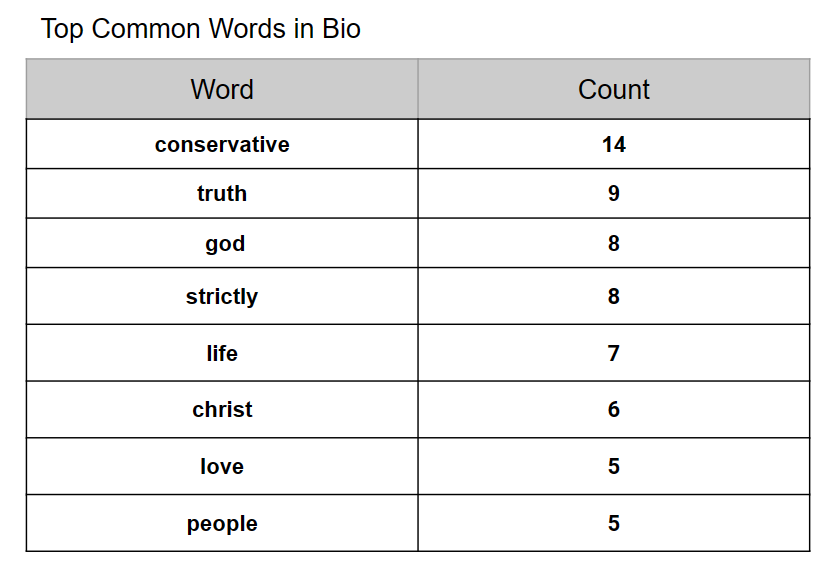 Top Common Words in Bio
Word Count
conservative 14
truth 9
god 8
strictly 8
life 7
christ 6
love 5
people 5